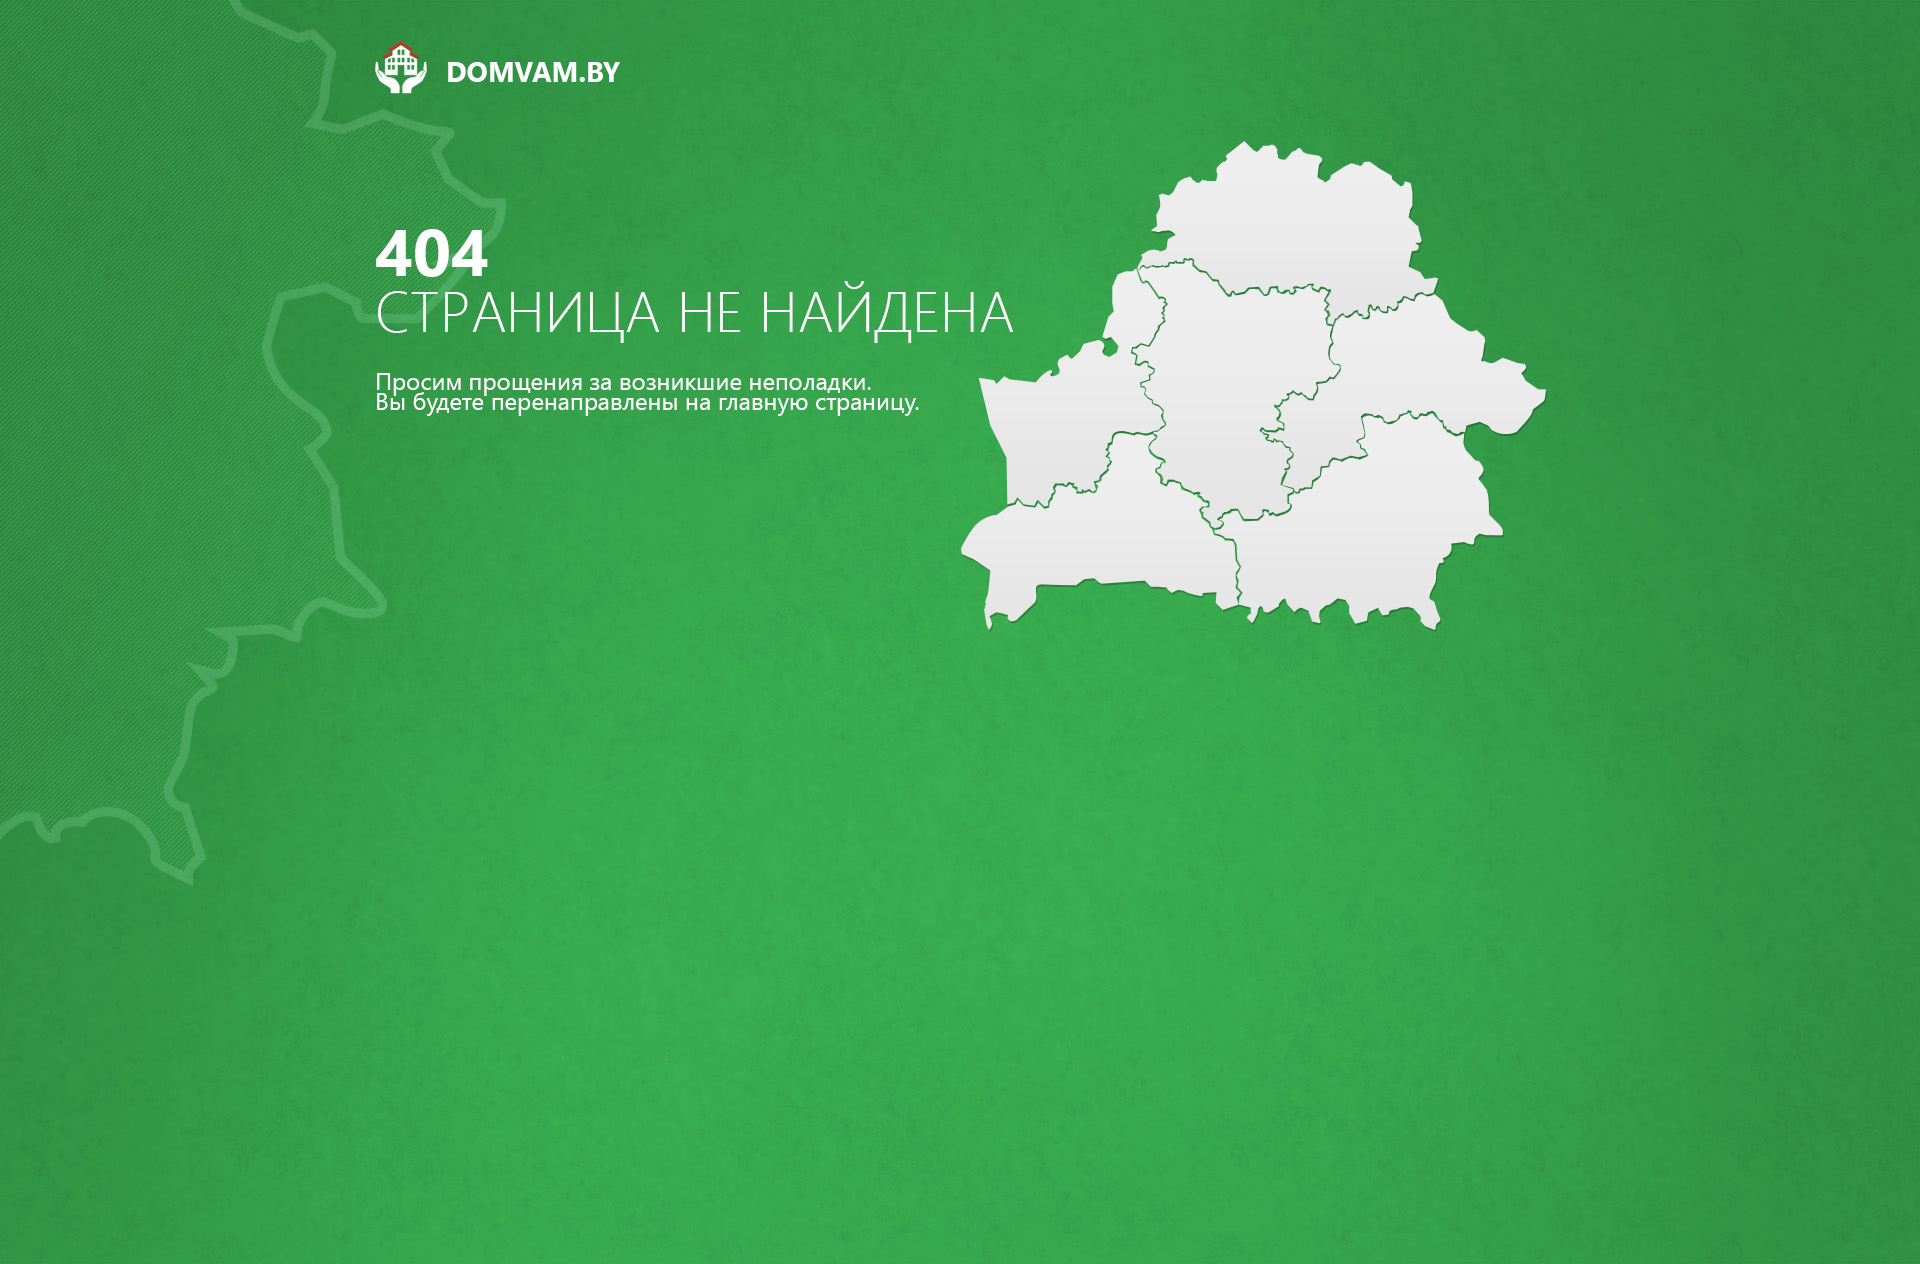 DOMVAM.BY
404
СТРАНИЦА НЕ НАЙДЕНА
Просим прощения за возникшие неполадки.
Вы будете перенаправлены на главную страницу.